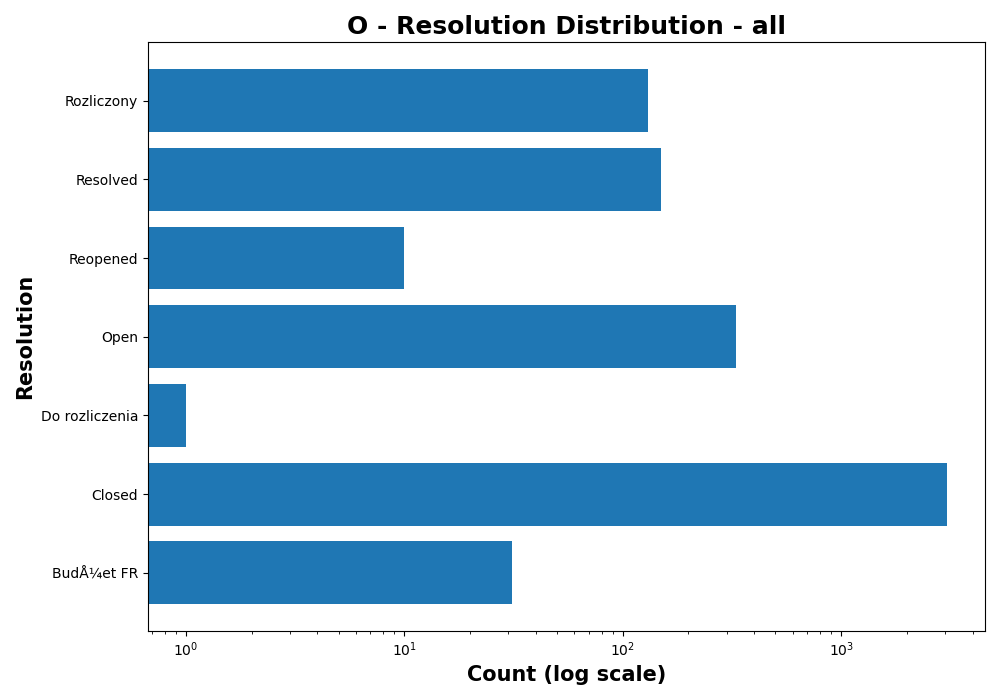 O - Resolution Distribution - all
Resolution
Rozliczony
Resolved
Reopened
Open
Do rozliczenia
Closed
BudÅ¼et FR
10⁰ 10¹ 10² 10³
Count (log scale)